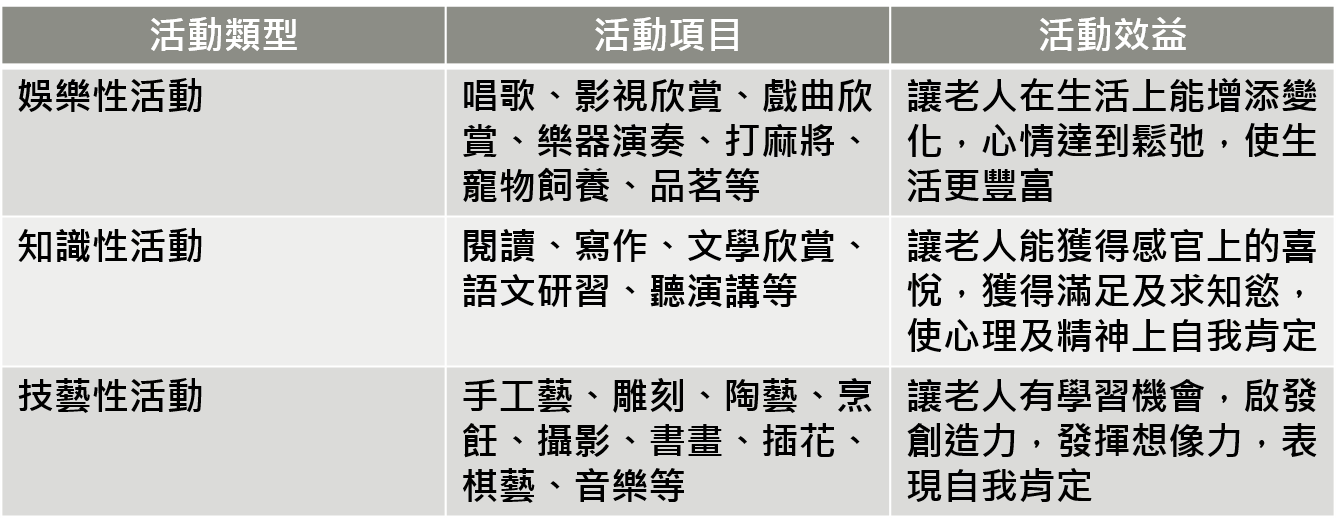 活動類型
活動項目
活動效益
娛樂性活動
唱歌、影視欣賞、戲曲欣
賞、樂器演奏、打麻將、
寵物飼養、品茗等
讓老人在生活上能增添變
化，心情達到鬆弛，使生
活更豐富
知識性活動
閱讀、寫作、文學欣賞、
語文研習、聽演講等
讓老人能獲得感官上的喜
悅，獲得滿足及求知慾，
使心理及精神上自我肯定
技藝性活動
手工藝、雕刻、陶藝、烹
飪、攝影、書畫、插花、
棋藝、音樂等
讓老人有學習機會，啟發
創造力，發揮想像力，表
現自我肯定